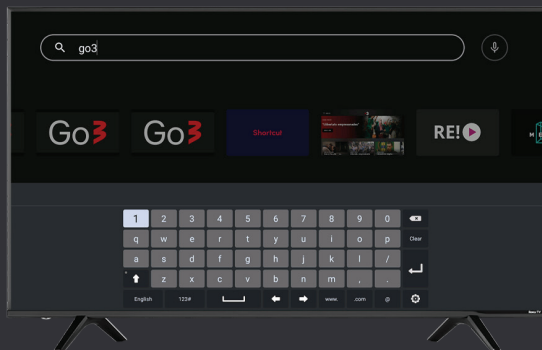 go3
Go3
Go3
Shortcut
RE!
1 2 3 4 5 6 7 8 9 0
q w e r t y u i o p Clear
a s d f g h j k l /
z x c v b n m , .
English 123# www. .com @